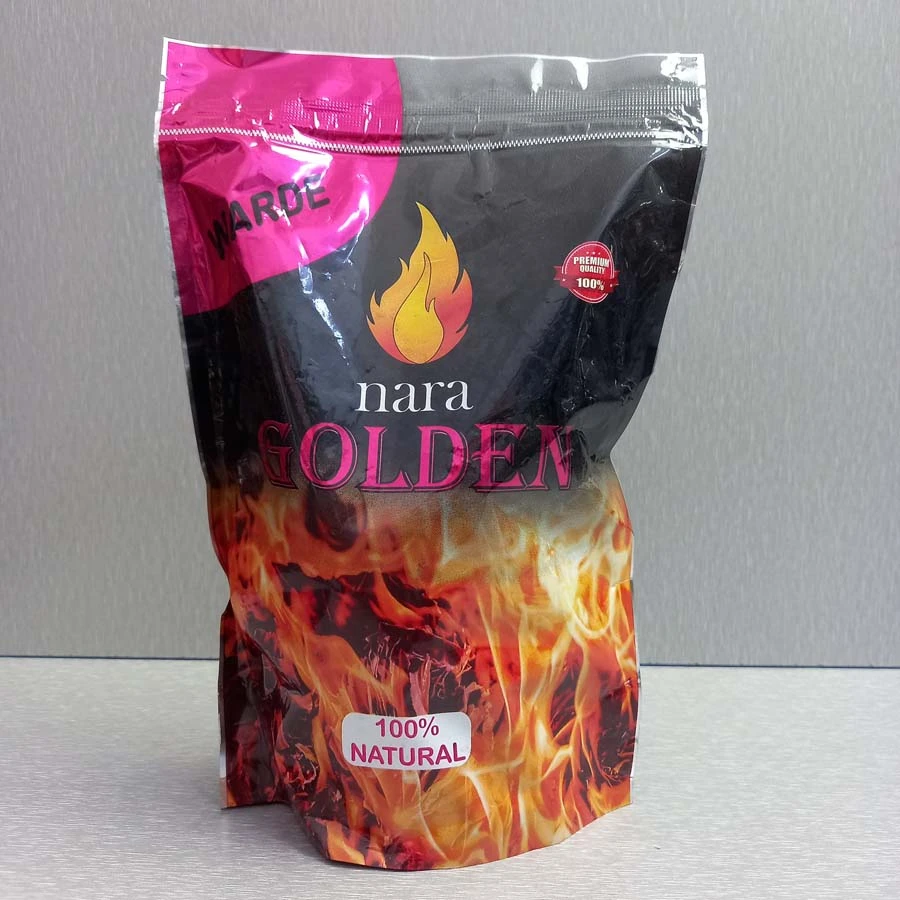 WARDE
PREMIUM
QUALITY
100%
nara
GOLDEN
100%
NATURAL